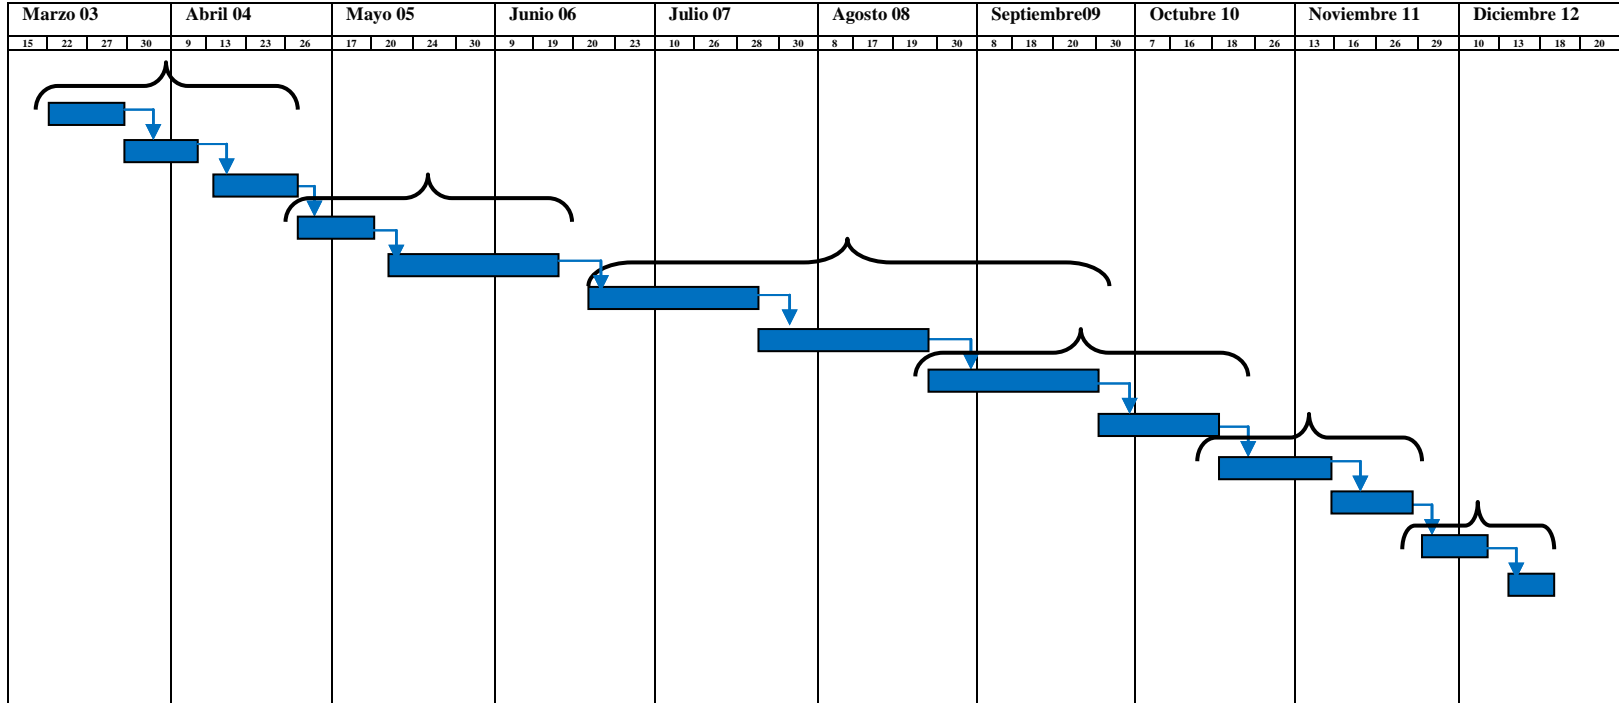 Marzo 03 Abril 04 Mayo 05 Junio 06 Julio 07 Agosto 08 Septiembre09 Octubre 10 Noviembre 11 Diciembre 12
15 22 27 30 9 13 23 26 17 20 24 30 9 19 20 23 10 26 28 30 8 17 19 30 8 18 20 30 7 16 18 26 13 16 26 29 10 13 18 20